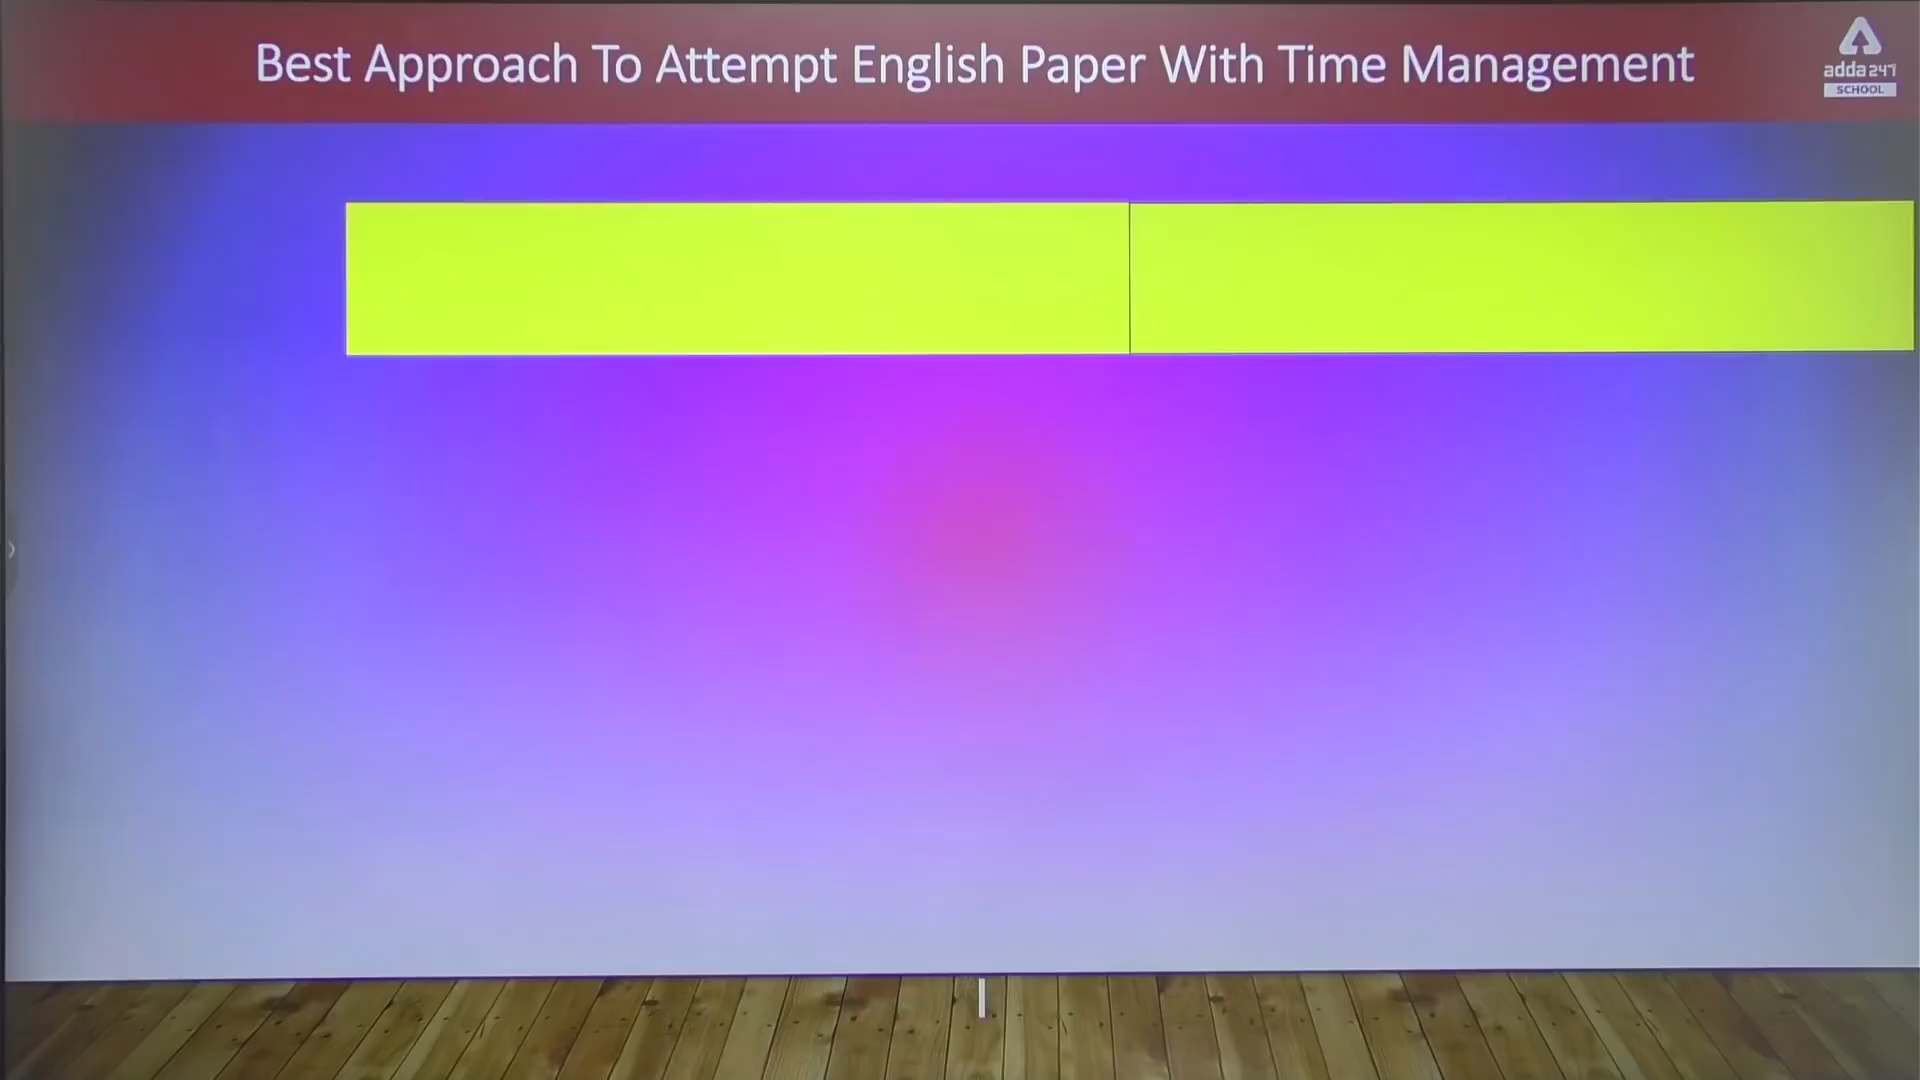 Best Approach To Attempt English Paper With Time Management
adda247
SCHOOL